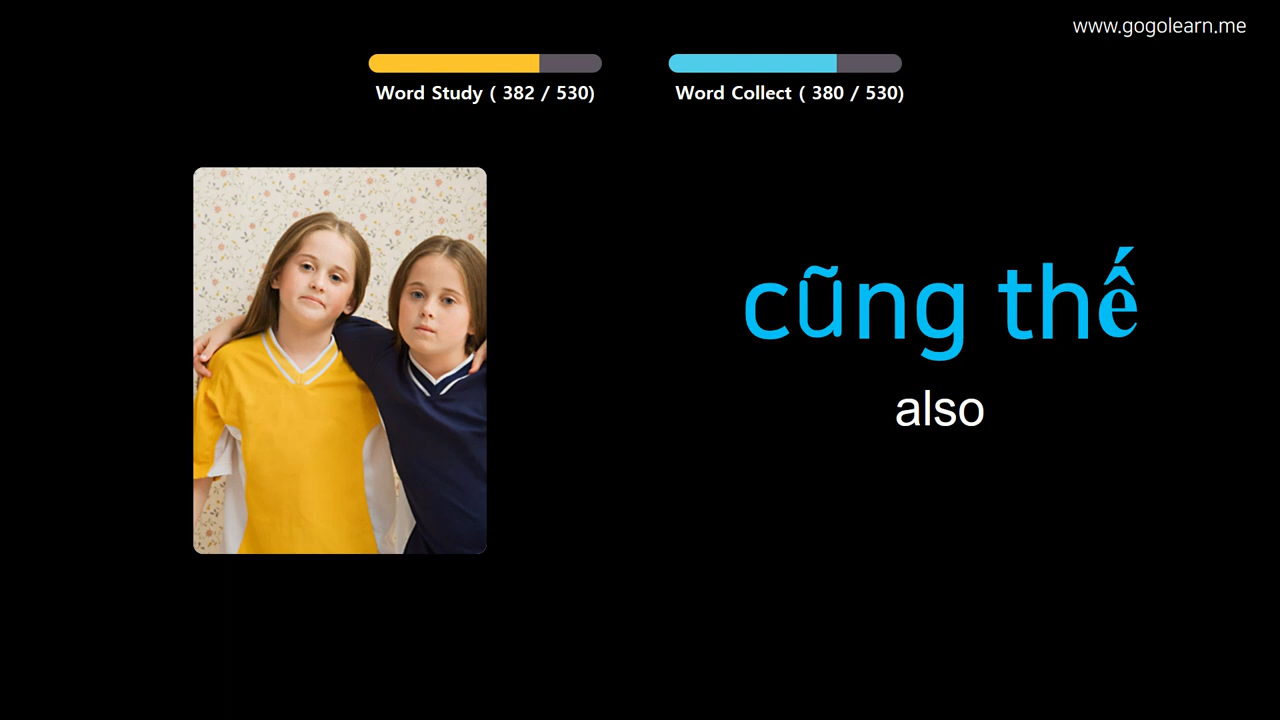 www.gogolearn.me
Word Study ( 382 / 530)
Word Collect ( 380 / 530)
cũng thế
also